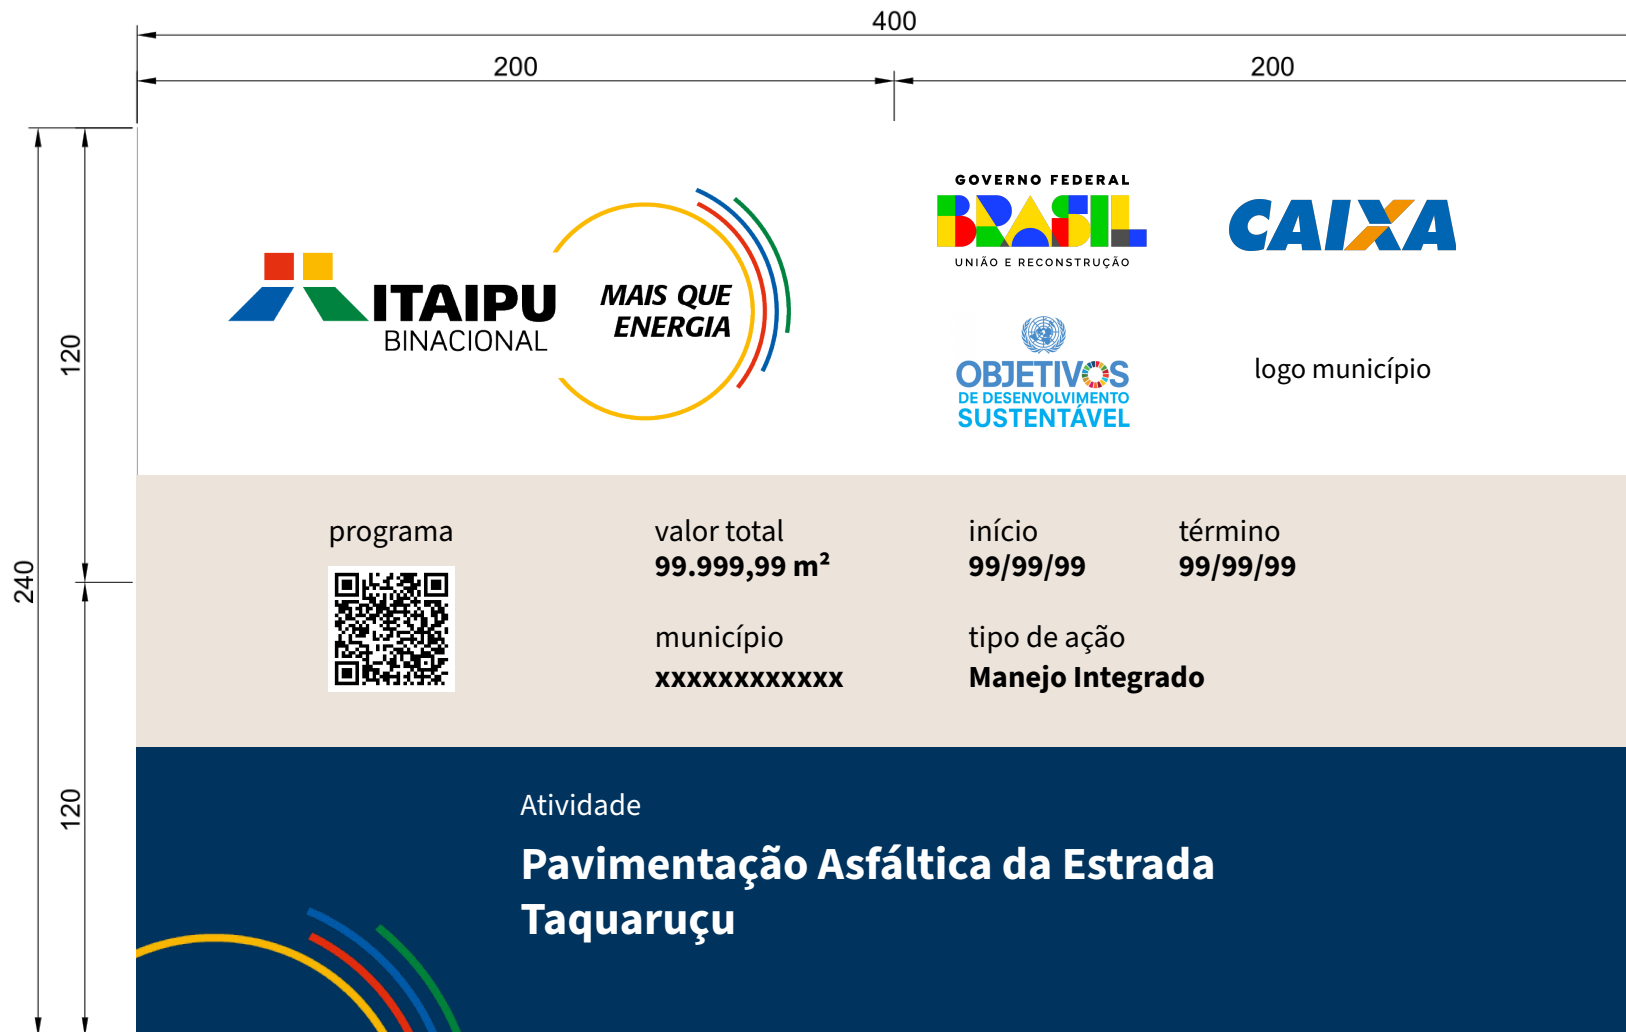 400
200
200
GOVERNO FEDERAL
BRASIL
UNIÃO E RECONSTRUÇÃO
CAIXA
ITAIPU
BINACIONAL
MAIS QUE
ENERGIA
OBJETIVOS
DE DESENVOLVIMENTO
SUSTENTÁVEL
logo município
120
240
120
programa
valor total
99.999,99 m²
início
99/99/99
término
99/99/99
município
xxxxxxxxxxxx
tipo de ação
Manejo Integrado
Atividade
Pavimentação Asfáltica da Estrada
Taquaruçu